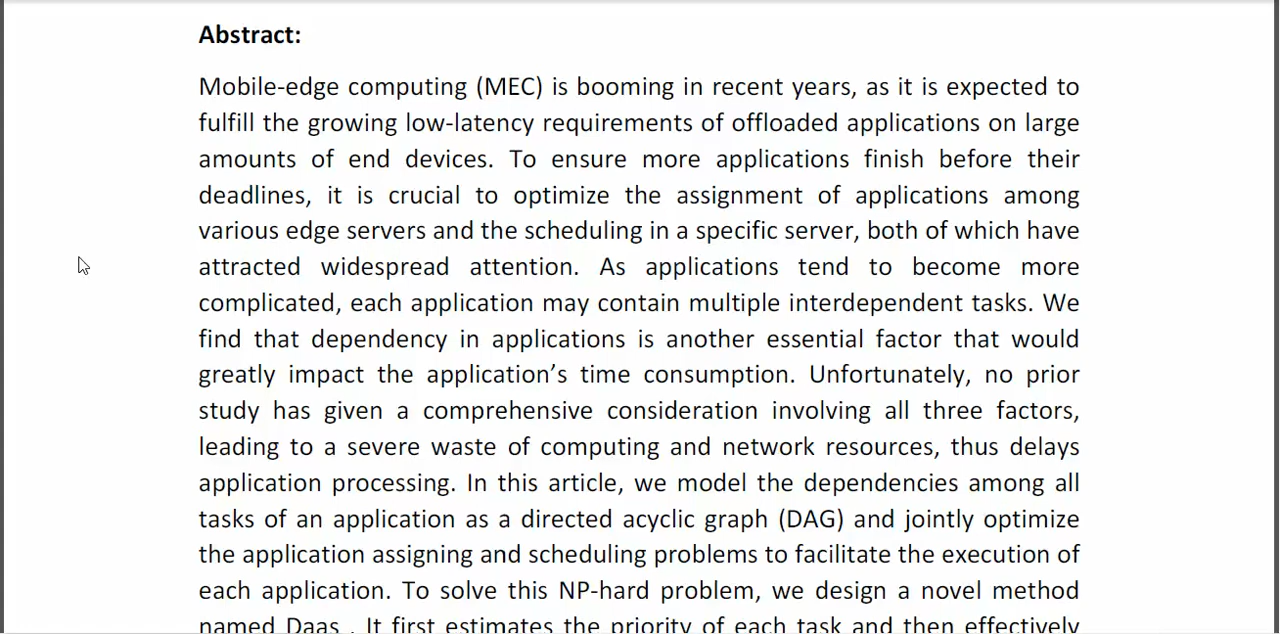 Abstract:
Mobile-edge computing (MEC) is booming in recent years, as it is expected to
fulfill the growing low-latency requirements of offloaded applications on large
amounts of end devices. To ensure more applications finish before their
deadlines, it is crucial to optimize the assignment of applications among
various edge servers and the scheduling in a specific server, both of which have
attracted widespread attention. As applications tend to become more
complicated, each application may contain multiple interdependent tasks. We
find that dependency in applications is another essential factor that would
greatly impact the application’s time consumption. Unfortunately, no prior
study has given a comprehensive consideration involving all three factors,
leading to a severe waste of computing and network resources, thus delays
application processing. In this article, we model the dependencies among all
tasks of an application as a directed acyclic graph (DAG) and jointly optimize
the application assigning and scheduling problems to facilitate the execution of
each application. To solve this NP-hard problem, we design a novel method
named Daas . It first estimates the priority of each task and then effectively